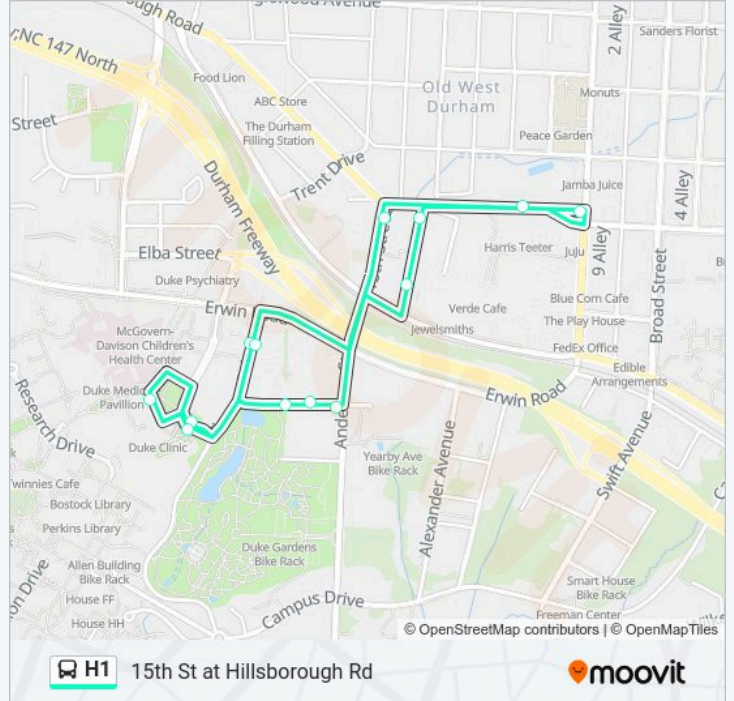 ough Road
glewood Avenue
2 Alley
Sanders Florist
y;NC 147 North
Food Lion
Old West
Durham
Monuts
ABC Store
Street
The Durham
Filling Station
Peace Garden
Trent Drive
Durham Freeway
Jamba Juice
4 Alley
Elba Street
Harris Teeter
JuJu
9 Alley
Broad Street
Duke Psychiatry
Erwin
Blue Corn Cafe
Verde Cafe
The Play House
McGovern-
Davison Children's
Health Center
Jewelsmiths
FedEx Office
Edible
Arrangements
Research Drive
Duke Medic
Pavillion
Erwin Road
Swift Avenue
Ande
Duke Clinic
Yearby Ave
Bike Rack
Alexander Avenue
Twinnies Cafe
Bostock Library
Perkins Library
Duke Gardens
Bike Rack
Allen Building
Bike Rack
Smart House
Bike Rack
on Drive
House FF
Campus Drive
House HH
Freeman Center
© OpenStreetMap contributors | © OpenMapTiles
H1 15th St at Hillsborough Rd
moovit